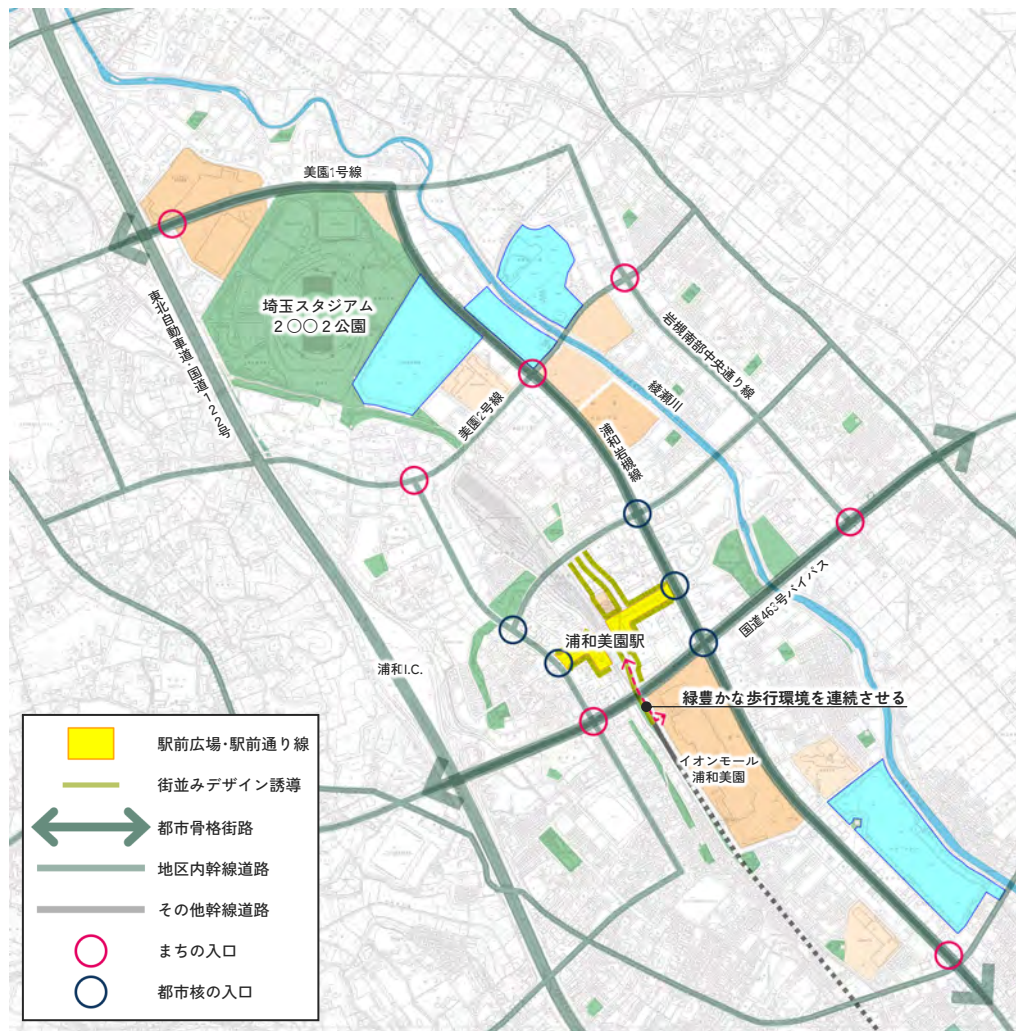 美園1号線
埼玉スタジアム
2〇〇2公園
東北自動車道・国道122号
岩槻南部中央通り線
綾瀬川
美園2号線
浦和岩槻線
国道463号バイパス
浦和美園駅
浦和I.C.
緑豊かな歩行環境を連続させる
イオンモール
浦和美園
駅前広場・駅前通り線
街並みデザイン誘導
都市骨格街路
地区内幹線道路
その他幹線道路
まちの入口
都市核の入口